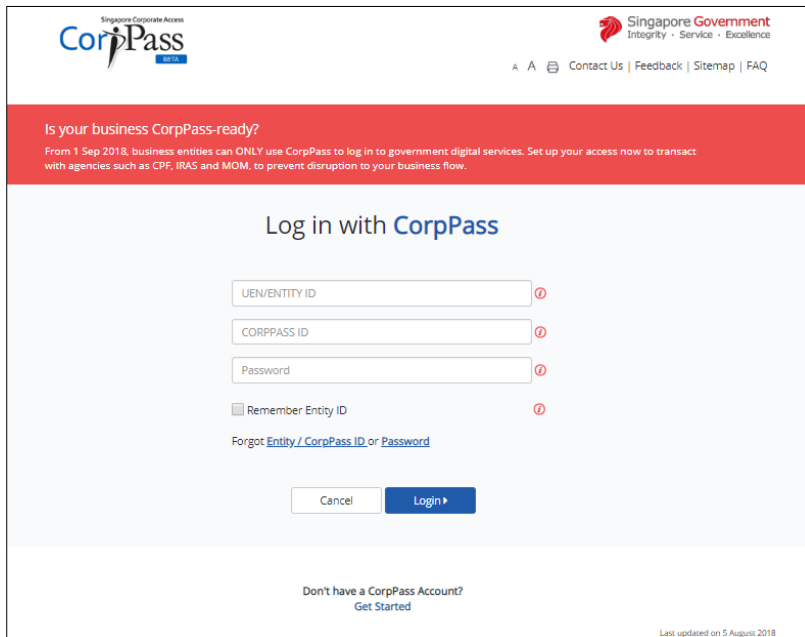 Singapore Corporate Access
CorpPass
BETA
Singapore Government
Integrity · Service · Excellence
A A Contact Us | Feedback | Sitemap | FAQ
Is your business CorpPass-ready?
From 1 Sep 2018, business entities can ONLY use CorpPass to log in to government digital services. Set up your access now to transact
with agencies such as CPF, IRAS and MOM, to prevent disruption to your business flow.
Log in with CorpPass
UEN/ENTITY ID
CORPPASS ID
Password
Remember Entity ID
Forgot Entity / CorpPass ID or Password
Cancel Login
Don't have a CorpPass Account?
Get Started
Last updated on 5 August 2018